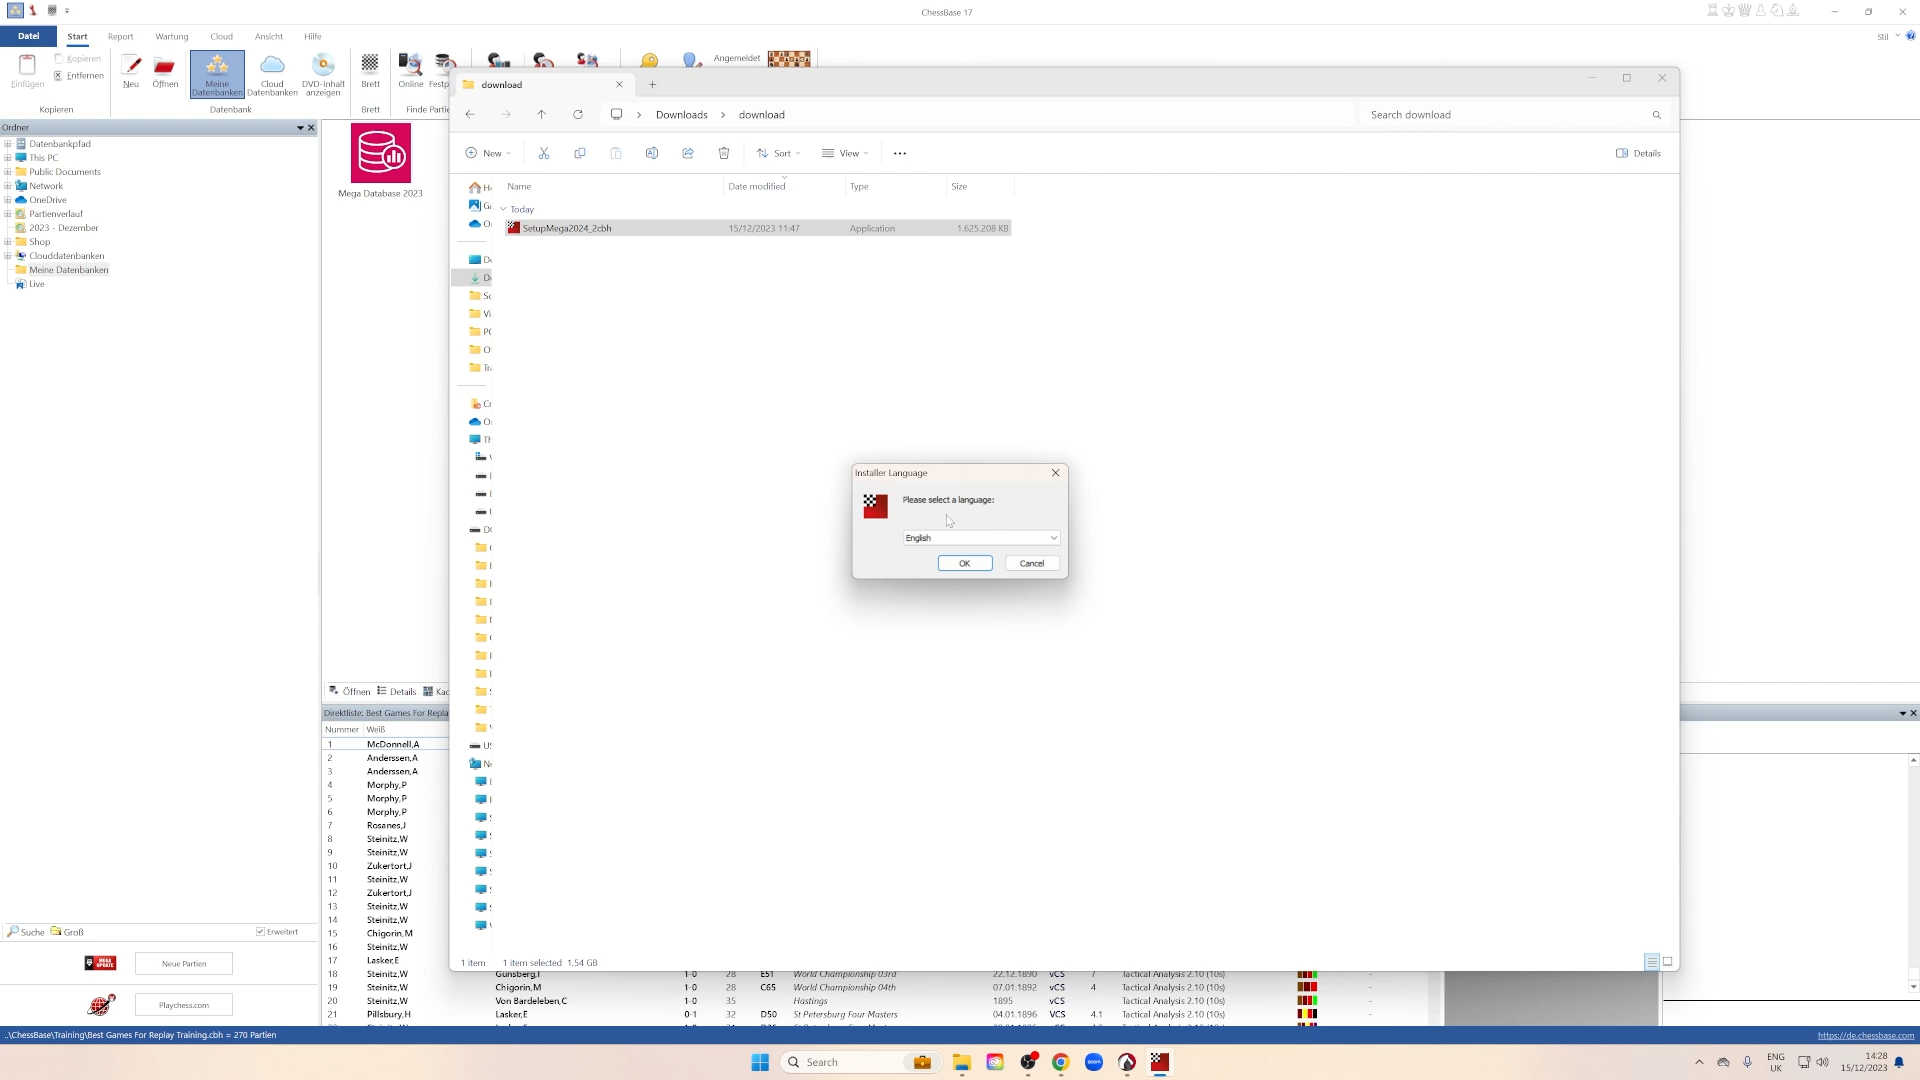 ChessBase 17
Datei Start Report Wartung Cloud Ansicht Hilfe Stil
Einfügen Kopieren Entfernen Neu Öffnen Meine Datenbanken Cloud Datenbanken DVD-Inhalt anzeigen Brett Online Angemeldet
Kopieren Datenbank Brett Finde
download
Downloads > download Search download
New Sort View Details
Ordner
Datenbankpfad
This PC
Public Documents
Network
OneDrive
Partienverlauf
2023 - Dezember
Shop
Clouddatenbanken
Meine Datenbanken
Live
Mega Database 2023
Name Date modified Type Size
Today
SetupMega2024_2cbh 15/12/2023 11:47 Application 1.625.208 KB
Installer Language
Please select a language:
English
OK Cancel
Öffnen Details
Direktliste: Best Games For
Nummer Weiß
1 McDonnell,A
2 Anderssen,A
3 Anderssen,A
4 Morphy,P
5 Morphy,P
6 Morphy,P
7 Rosanes,J
8 Steinitz,W
9 Steinitz,W
10 Zukertort,J
11 Steinitz,W
12 Zukertort,J
13 Steinitz,W
14 Steinitz,W
15 Chigorin,M
16 Steinitz,W
17 Lasker,E
18 Steinitz,W Gunsberg,I 1-0 28 E51 World Championship 03rd 22.12.1890 VCS 7 Tactical Analysis 2.10 (10s) -
19 Steinitz,W Chigorin,M 1-0 28 C65 World Championship 04th 07.01.1892 VCS 4 Tactical Analysis 2.10 (10s) -
20 Steinitz,W Von Bardeleben,C 1-0 35 Hastings 1895 VCS Tactical Analysis 2.10 (10s) -
21 Pillsbury,H Lasker,E 0-1 32 D50 St Petersburg Four Masters 04.01.1896 VCS 4.1 Tactical Analysis 2.10 (10s) -
1 item 1 item selected 1,54 GB
Suche Groß Erweitert
MEGA UPDATE Neue Partien
Playchess.com
..\ChessBase\Training\Best Games For Replay Training.cbh = 270 Partien https://de.chessbase.com
Search zoom
ENG UK
14:28
15/12/2023